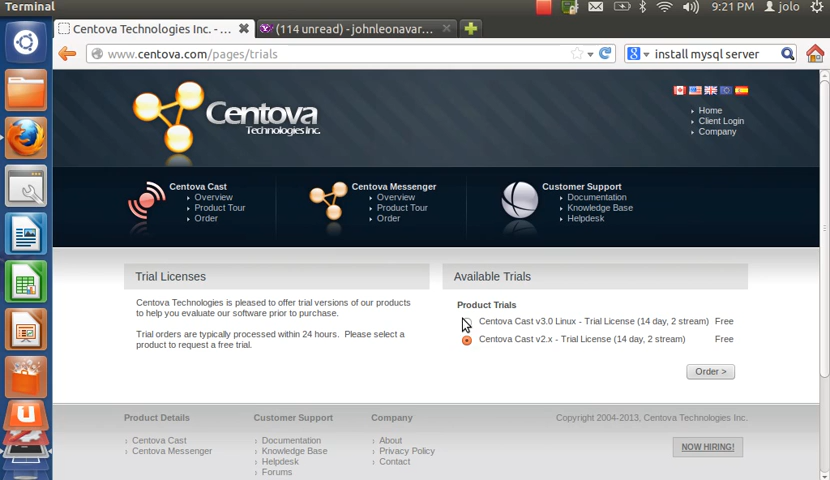 Terminal
9:21 PM
jolo
Centova Technologies Inc. - ...
(114 unread) - johnleonavar...
www.centova.com/pages/trials
install mysql server
Centova
Technologies Inc.
Home
Client Login
Company
Centova Cast
Overview
Product Tour
Order
Centova Messenger
Overview
Product Tour
Order
Customer Support
Documentation
Knowledge Base
Helpdesk
Trial Licenses
Centova Technologies is pleased to offer trial versions of our products
to help you evaluate our software prior to purchase.
Trial orders are typically processed within 24 hours. Please select a
product to request a free trial.
Available Trials
Product Trials
Centova Cast v3.0 Linux - Trial License (14 day, 2 stream) Free
Centova Cast v2.x - Trial License (14 day, 2 stream) Free
Order >
Product Details
Centova Cast
Centova Messenger
Customer Support
Documentation
Knowledge Base
Helpdesk
Forums
Company
About
Privacy Policy
Contact
Copyright 2004-2013, Centova Technologies Inc.
NOW HIRING!